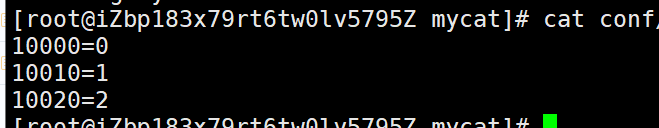 [root@iZbp183x79rt6tw0lv5795Z mycat]# cat conf/
10000=0
10010=1
10020=2
[root@iZbp183x79rt6tw0lv5795Z mycat]#